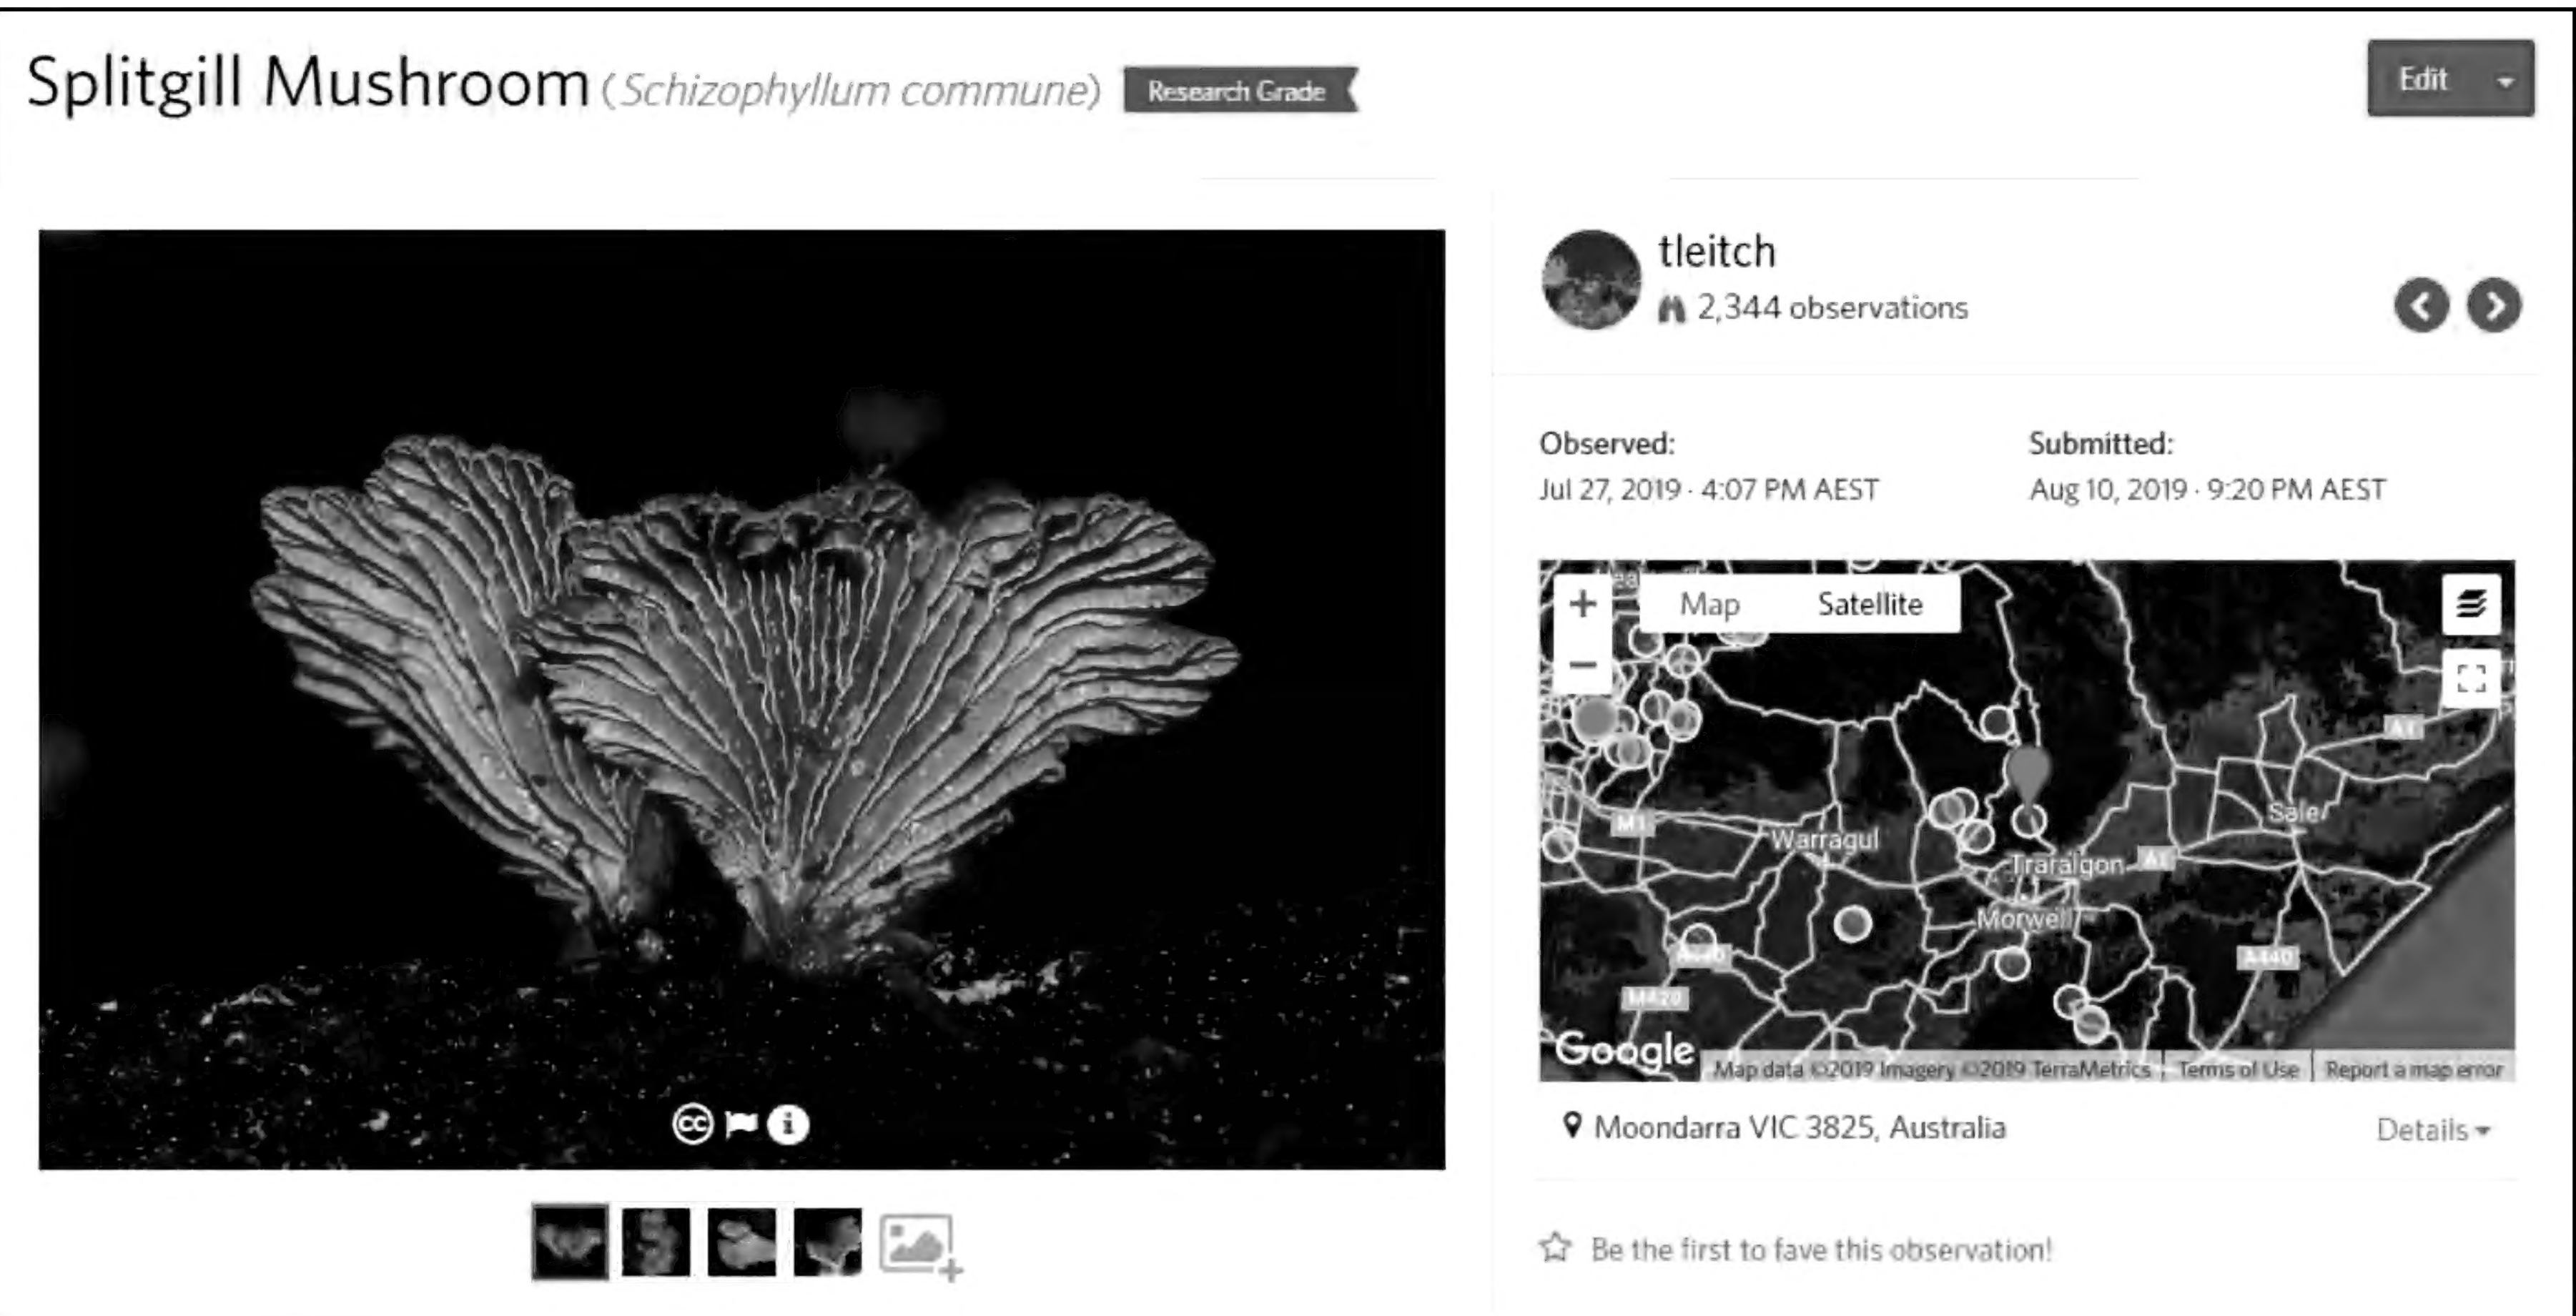 Splitgill Mushroom (Schizophyllum commune) Research Grade
Edit
tleitch
2,344 observations
Observed:
Jul 27, 2019 · 4:07 PM AEST
Submitted:
Aug 10, 2019 · 9:20 PM AEST
+
Map Satellite
−
A1
M1
Sale
Warragul
Traralgon A1
Morwell
A440
M420
Google
Map data ©2019 Imagery ©2019 TerraMetrics
Terms of Use
Report a map error
cc i
Moondarra VIC 3825, Australia
Details
Be the first to fave this observation!